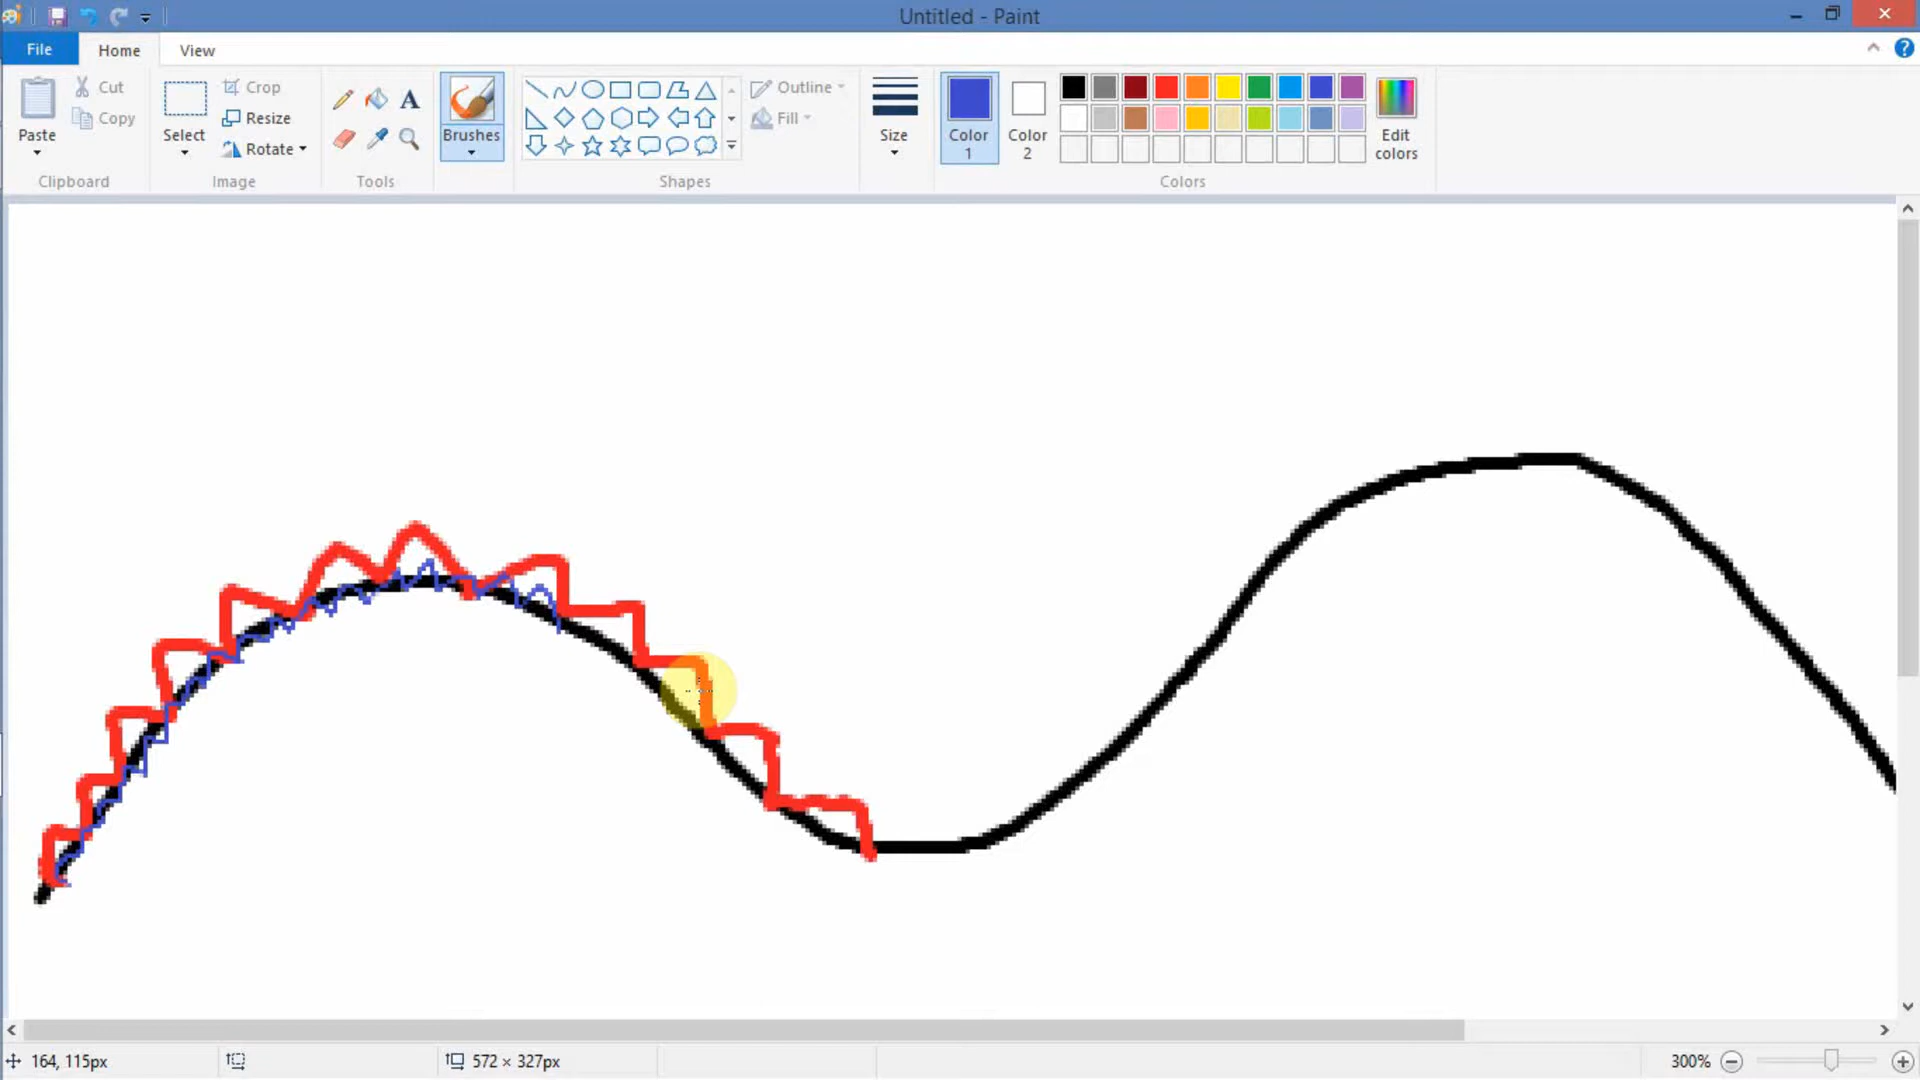 Untitled - Paint
File Home View
Paste
Cut
Copy
Clipboard
Select
Crop
Resize
Rotate
Image
A
Tools
Brushes
Outline
Fill
Shapes
Size
Color 1
Color 2
Edit colors
Colors
164, 115px
572 × 327px
300%